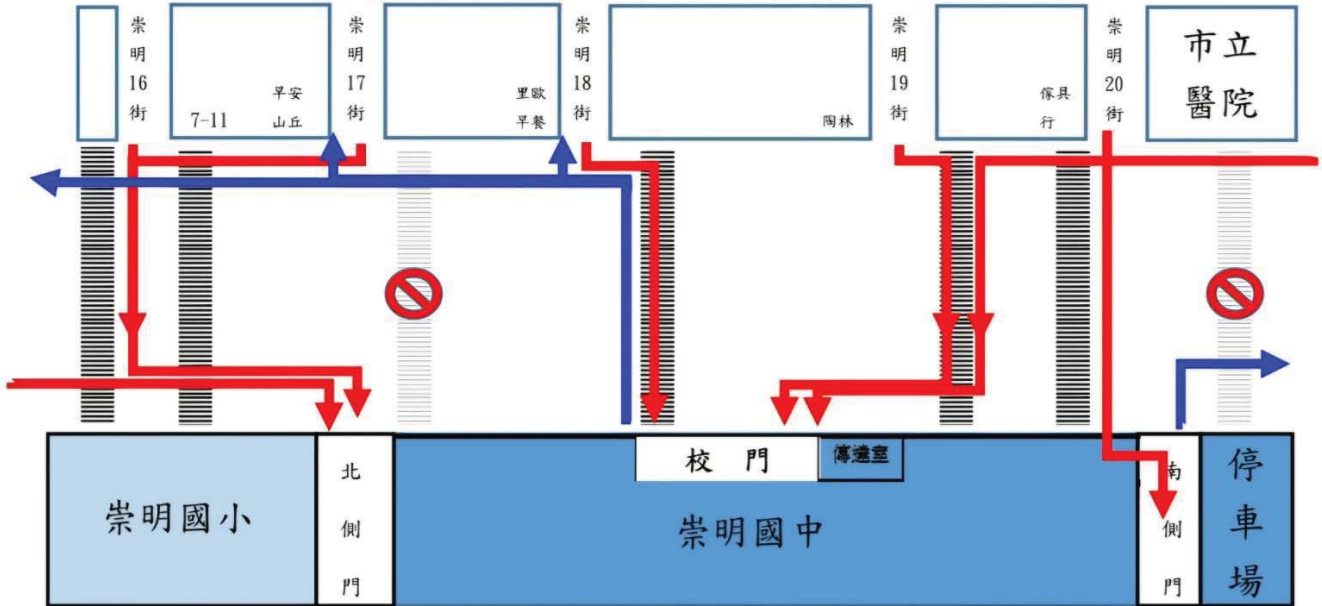 崇明16街
7-11
早安
山丘
崇明17街
里歐
早餐
崇明18街
陶林
崇明19街
傢具
行
崇明20街
市立
醫院
崇明國小
北側門
校門
傳達室
崇明國中
南側門
停車場